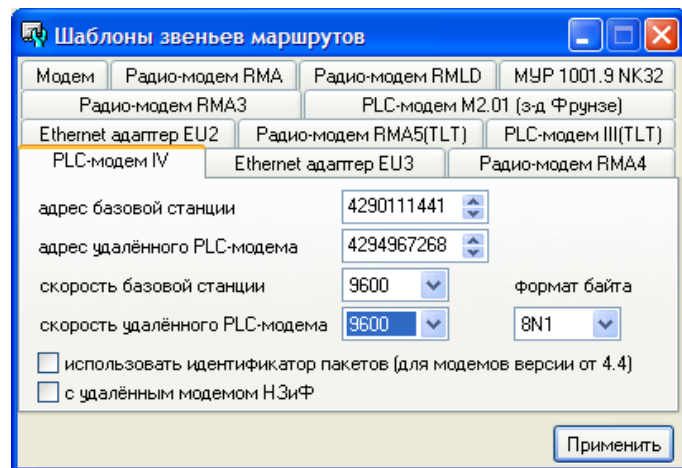 Шаблоны звеньев маршрутов
Модем Радио-модем RMA Радио-модем RMLD МУР 1001.9 NK32
Радио-модем RMA3 PLC-модем M2.01 (з-д Фрунзе)
Ethernet адаптер EU2 Радио-модем RMA5(TLT) PLC-модем III(TLT)
PLC-модем IV Ethernet адаптер EU3 Радио-модем RMA4
адрес базовой станции 4290111441
адрес удалённого PLC-модема 4294967268
скорость базовой станции 9600 формат байта
скорость удалённого PLC-модема 9600 8N1
использовать идентификатор пакетов (для модемов версии от 4.4)
с удалённым модемом НЗиФ
Применить